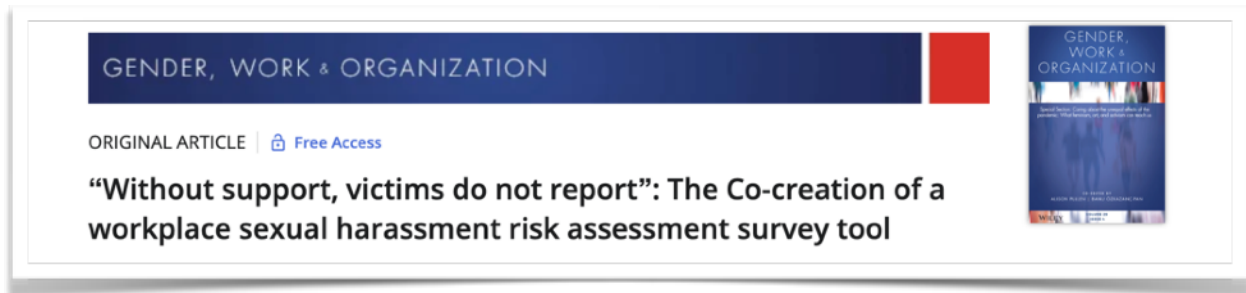 GENDER, WORK & ORGANIZATION
ORIGINAL ARTICLE
Free Access
“Without support, victims do not report”: The Co-creation of a
workplace sexual harassment risk assessment survey tool
GENDER,
WORK &
ORGANIZATION
WILEY